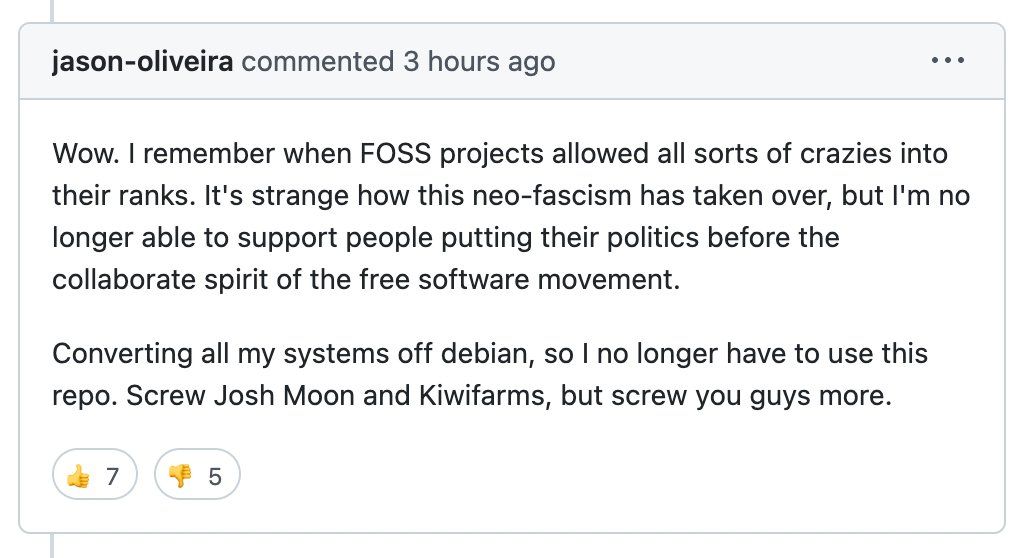 jason-oliveira commented 3 hours ago
Wow. I remember when FOSS projects allowed all sorts of crazies into
their ranks. It's strange how this neo-fascism has taken over, but I'm no
longer able to support people putting their politics before the
collaborate spirit of the free software movement.
Converting all my systems off debian, so I no longer have to use this
repo. Screw Josh Moon and Kiwifarms, but screw you guys more.
👍 7 👎 5